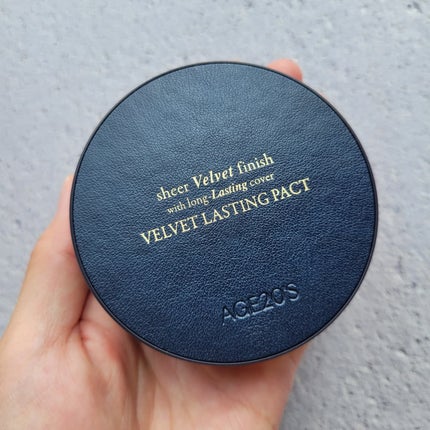 sheer Velvet finish
with long-Lasting cover
VELVET LASTING PACT
AGE20'S